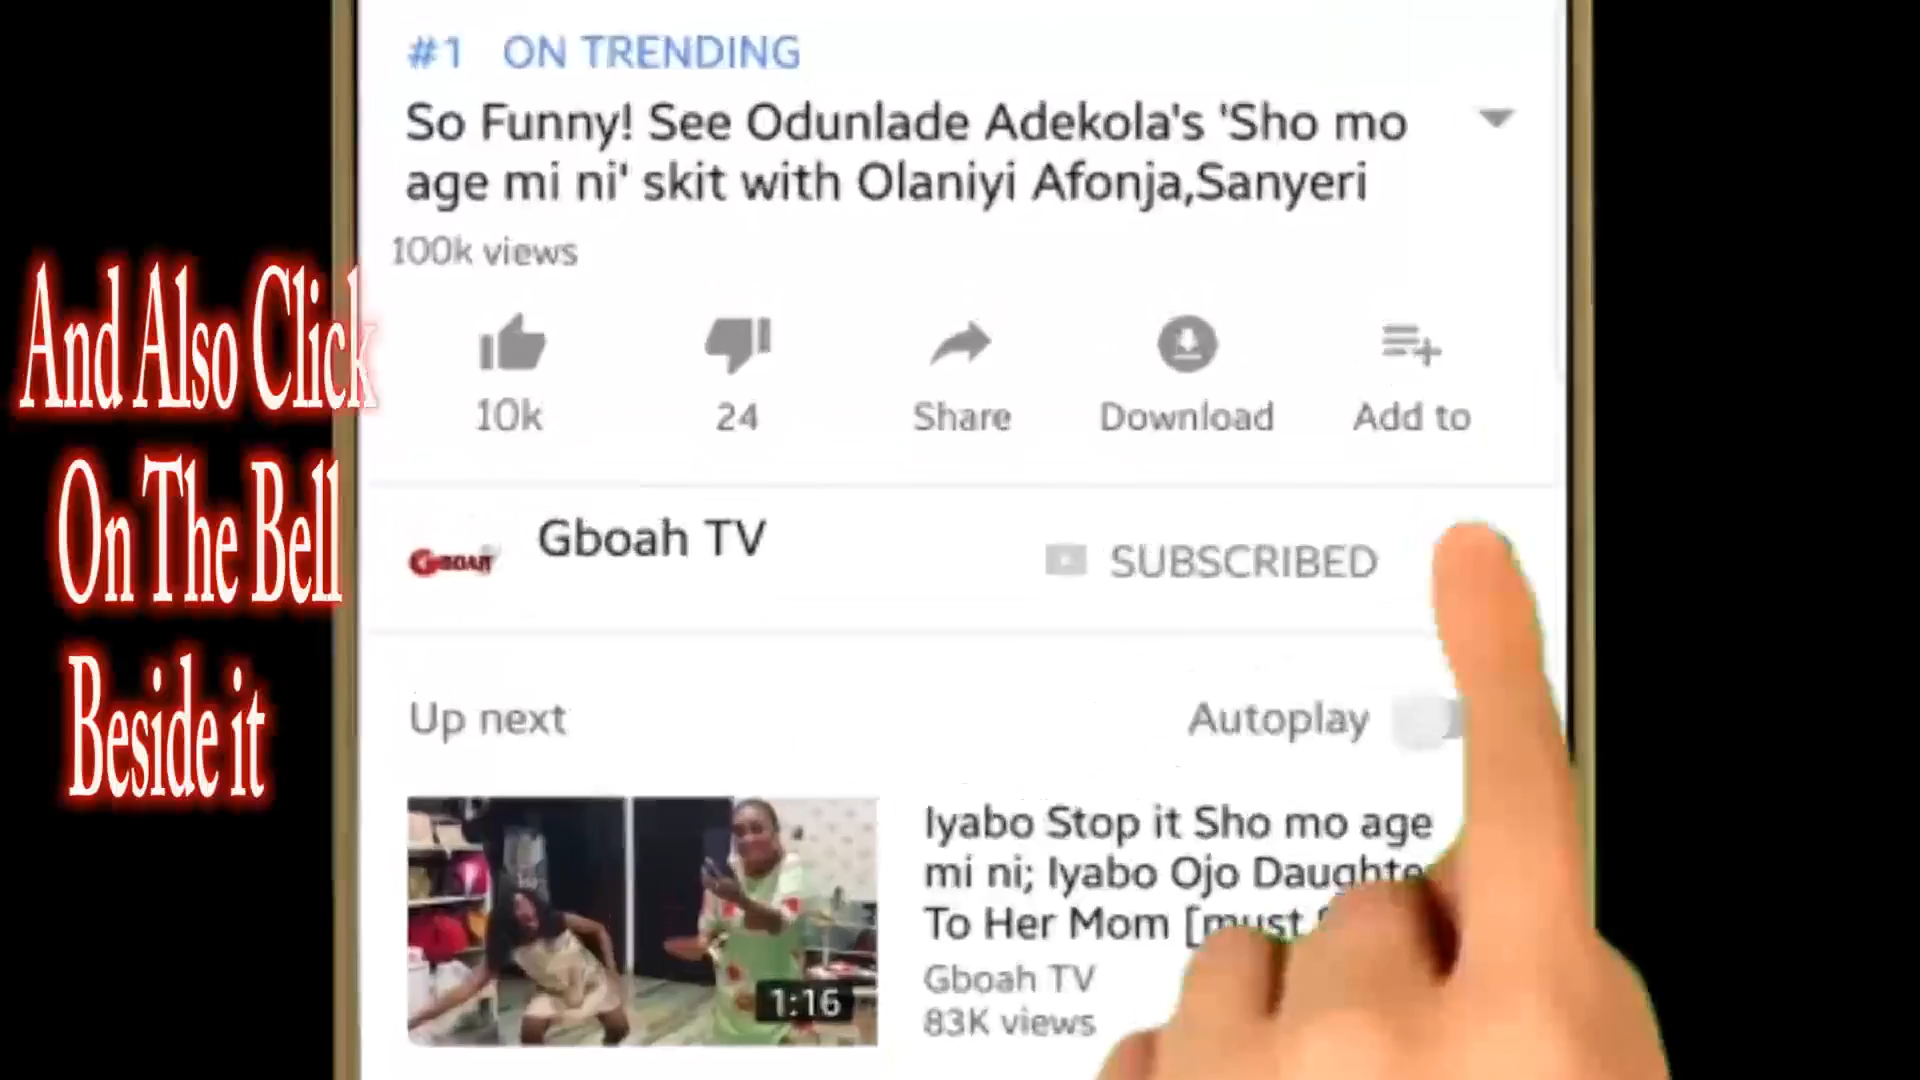 #1 ON TRENDING
So Funny! See Odunlade Adekola's 'Sho mo
age mi ni' skit with Olaniyi Afonja,Sanyeri
100k views
10k
24
Share
Download
Add to
And Also Click
On The Bell
Beside it
GBOAH
Gboah TV
SUBSCRIBED
Up next
Autoplay
Iyabo Stop it Sho mo age
mi ni; Iyabo Ojo Daughte
To Her Mom [must
Gboah TV
83K views
1:16